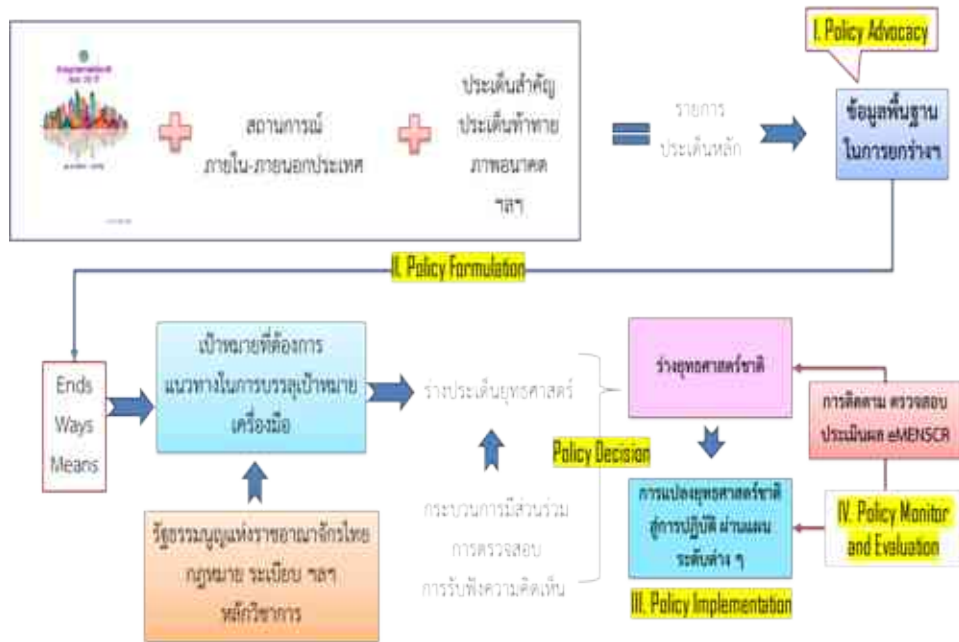 I. Policy Advocacy
สถานการณ์
ภายใน-ภายนอกประเทศ
ประเด็นสำคัญ
ประเด็นท้าทาย
ภาพอนาคต
ฯลฯ
รายการ
ประเด็นหลัก
ข้อมูลพื้นฐาน
ในการยกร่างฯ
II. Policy Formulation
Ends
Ways
Means
เป้าหมายที่ต้องการ
แนวทางในการบรรลุเป้าหมาย
เครื่องมือ
รัฐธรรมนูญแห่งราชอาณาจักรไทย
กฎหมาย ระเบียบ ฯลฯ
หลักวิชาการ
ร่างประเด็นยุทธศาสตร์
กระบวนการมีส่วนร่วม
การตรวจสอบ
การรับฟังความคิดเห็น
Policy Decision
ร่างยุทธศาสตร์ชาติ
การแปลงยุทธศาสตร์ชาติ
สู่การปฏิบัติ ผ่านแผน
ระดับต่าง ๆ
III. Policy Implementation
การติดตาม ตรวจสอบ
ประเมินผล eMENSCR
IV. Policy Monitor
and Evaluation